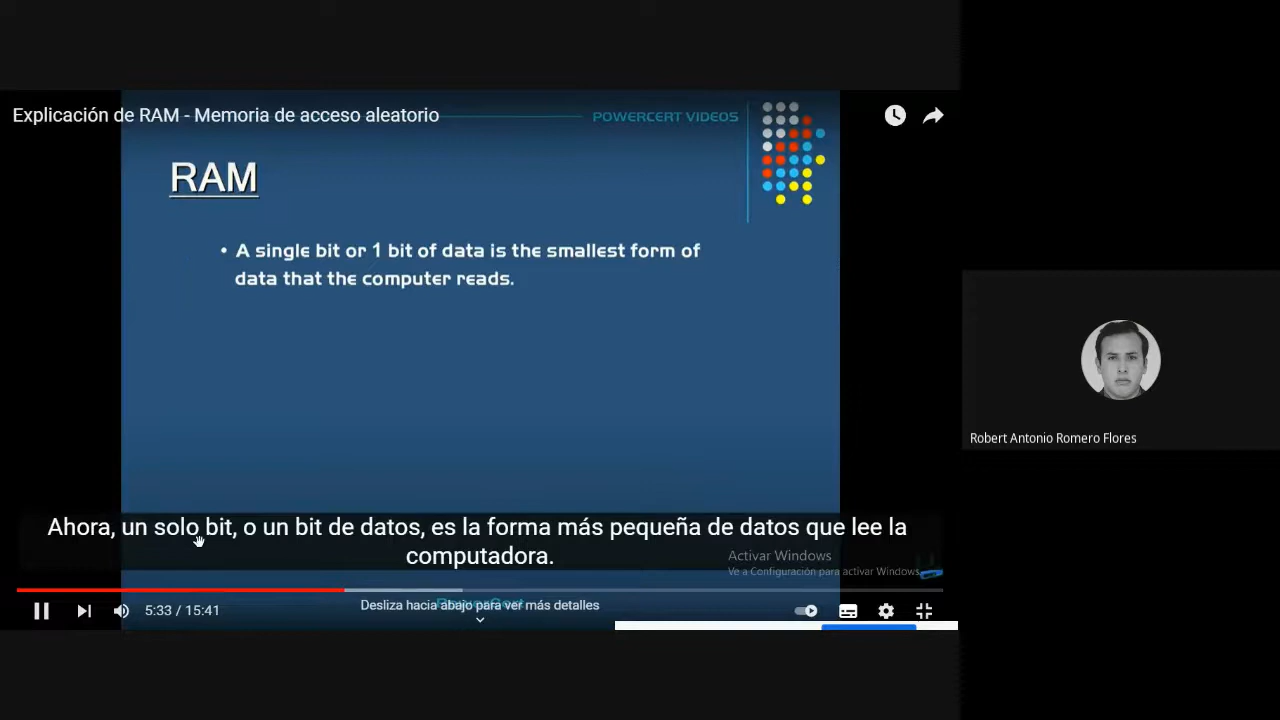 Explicación de RAM - Memoria de acceso aleatorio
POWERCERT VIDEOS
RAM
• A single bit or 1 bit of data is the smallest form of
data that the computer reads.
Robert Antonio Romero Flores
Ahora, un solo bit, o un bit de datos, es la forma más pequeña de datos que lee la
computadora.
Activar Windows
Ve a Configuración para activar Windows.
5:33 / 15:41
PowerCert
Desliza hacia abajo para ver más detalles